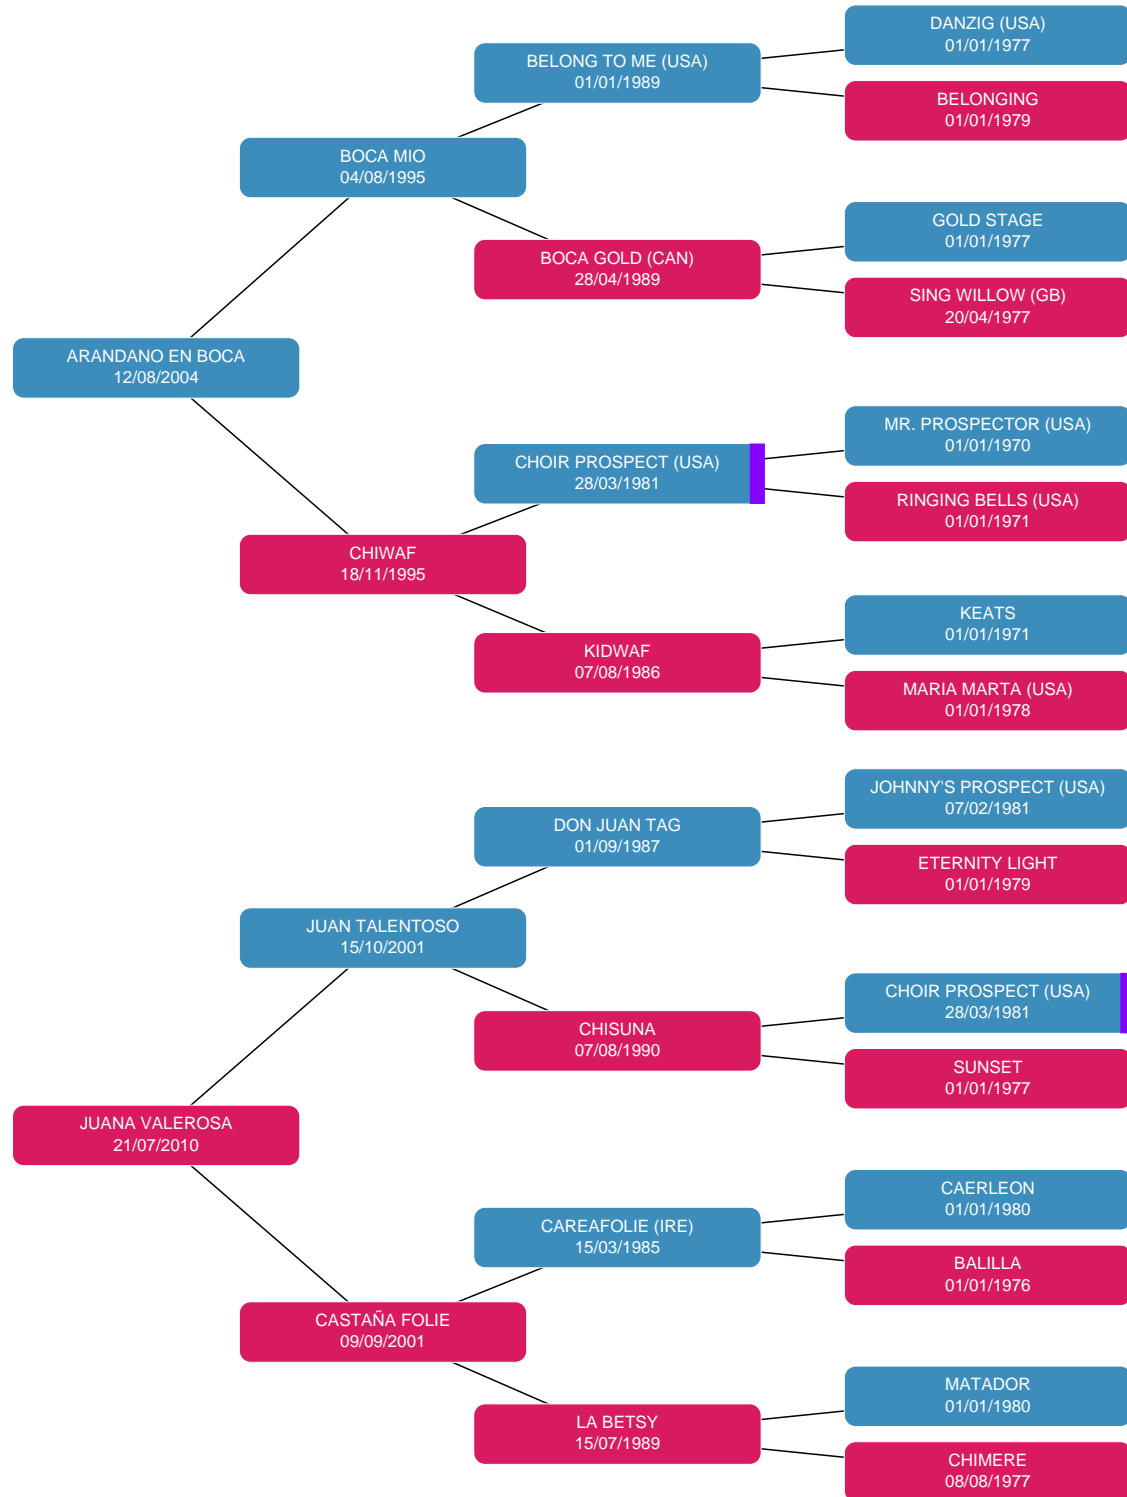 DANZIG (USA)
01/01/1977
BELONG TO ME (USA)
01/01/1989
BELONGING
01/01/1979
BOCA MIO
04/08/1995
GOLD STAGE
01/01/1977
BOCA GOLD (CAN)
28/04/1989
SING WILLOW (GB)
20/04/1977
ARANDANO EN BOCA
12/08/2004
MR. PROSPECTOR (USA)
01/01/1970
CHOIR PROSPECT (USA)
28/03/1981
RINGING BELLS (USA)
01/01/1971
CHIWAF
18/11/1995
KEATS
01/01/1971
KIDWAF
07/08/1986
MARIA MARTA (USA)
01/01/1978
JOHNNY'S PROSPECT (USA)
07/02/1981
DON JUAN TAG
01/09/1987
ETERNITY LIGHT
01/01/1979
JUAN TALENTOSO
15/10/2001
CHOIR PROSPECT (USA)
28/03/1981
CHISUNA
07/08/1990
SUNSET
01/01/1977
JUANA VALEROSA
21/07/2010
CAERLEON
01/01/1980
CAREAFOLIE (IRE)
15/03/1985
BALILLA
01/01/1976
CASTAÑA FOLIE
09/09/2001
MATADOR
01/01/1980
LA BETSY
15/07/1989
CHIMERE
08/08/1977